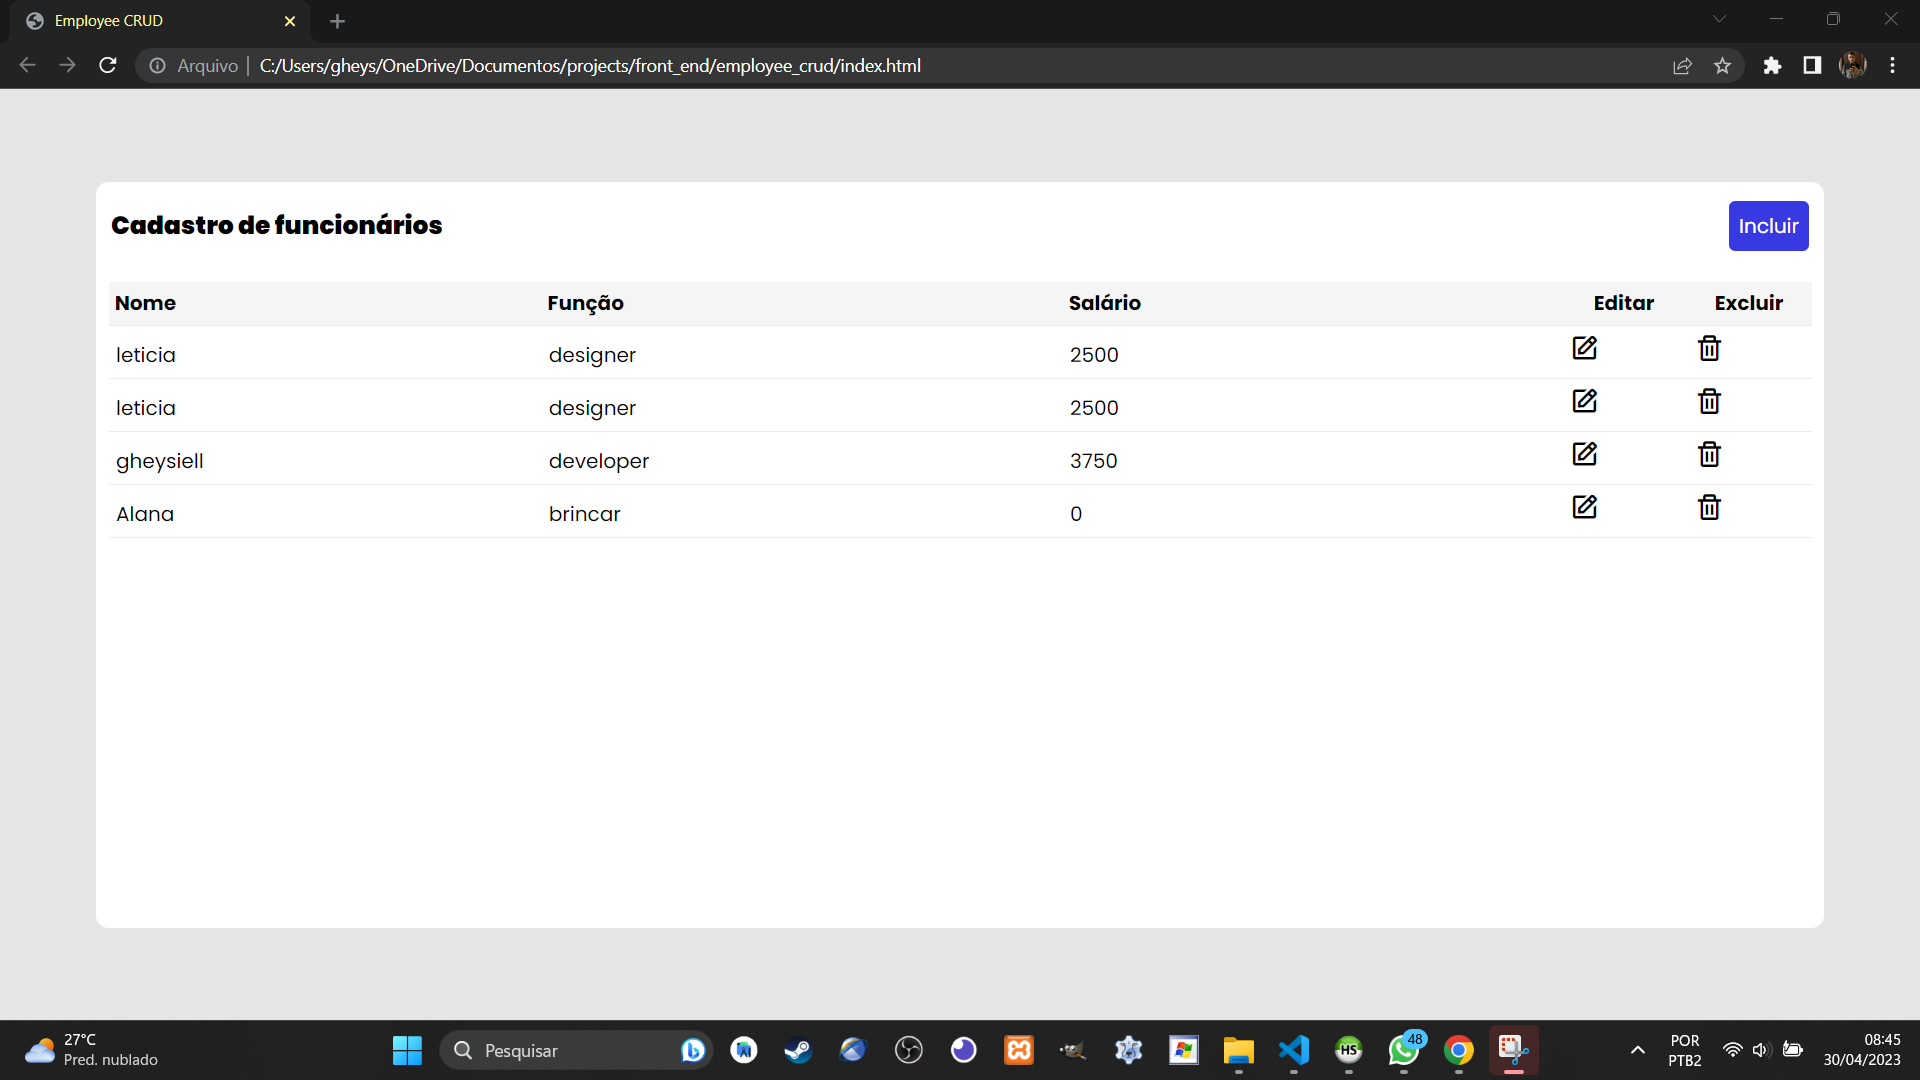 Employee CRUD
Arquivo | C:/Users/gheys/OneDrive/Documentos/projects/front_end/employee_crud/index.html
Cadastro de funcionários
Incluir
Nome Função Salário Editar Excluir
leticia designer 2500
leticia designer 2500
gheysiell developer 3750
Alana brincar 0
27°C
Pred. nublado
Pesquisar
HS
48
POR
PTB2
08:45
30/04/2023